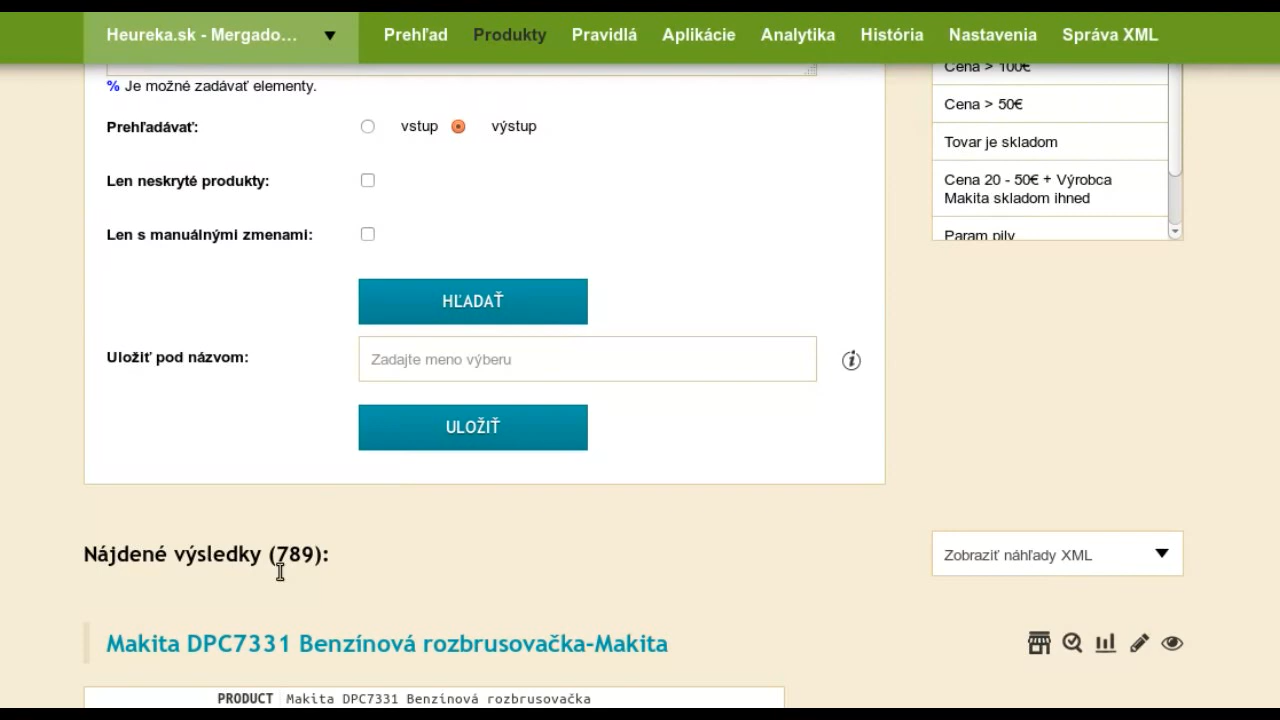 Heureka.sk - Mergado... Prehľad Produkty Pravidlá Aplikácie Analytika História Nastavenia Správa XML
% Je možné zadávať elementy.
Prehľadávať: vstup výstup
Len neskryté produkty:
Len s manuálnými zmenami:
HĽADAŤ
Uložiť pod názvom: Zadajte meno výberu
ULOŽIŤ
Cena > 100€
Cena > 50€
Tovar je skladom
Cena 20 - 50€ + Výrobca
Makita skladom ihned
Param pily
Nájdené výsledky (789):
Zobraziť náhľady XML
Makita DPC7331 Benzínová rozbrusovačka-Makita
PRODUCT Makita DPC7331 Benzínová rozbrusovačka